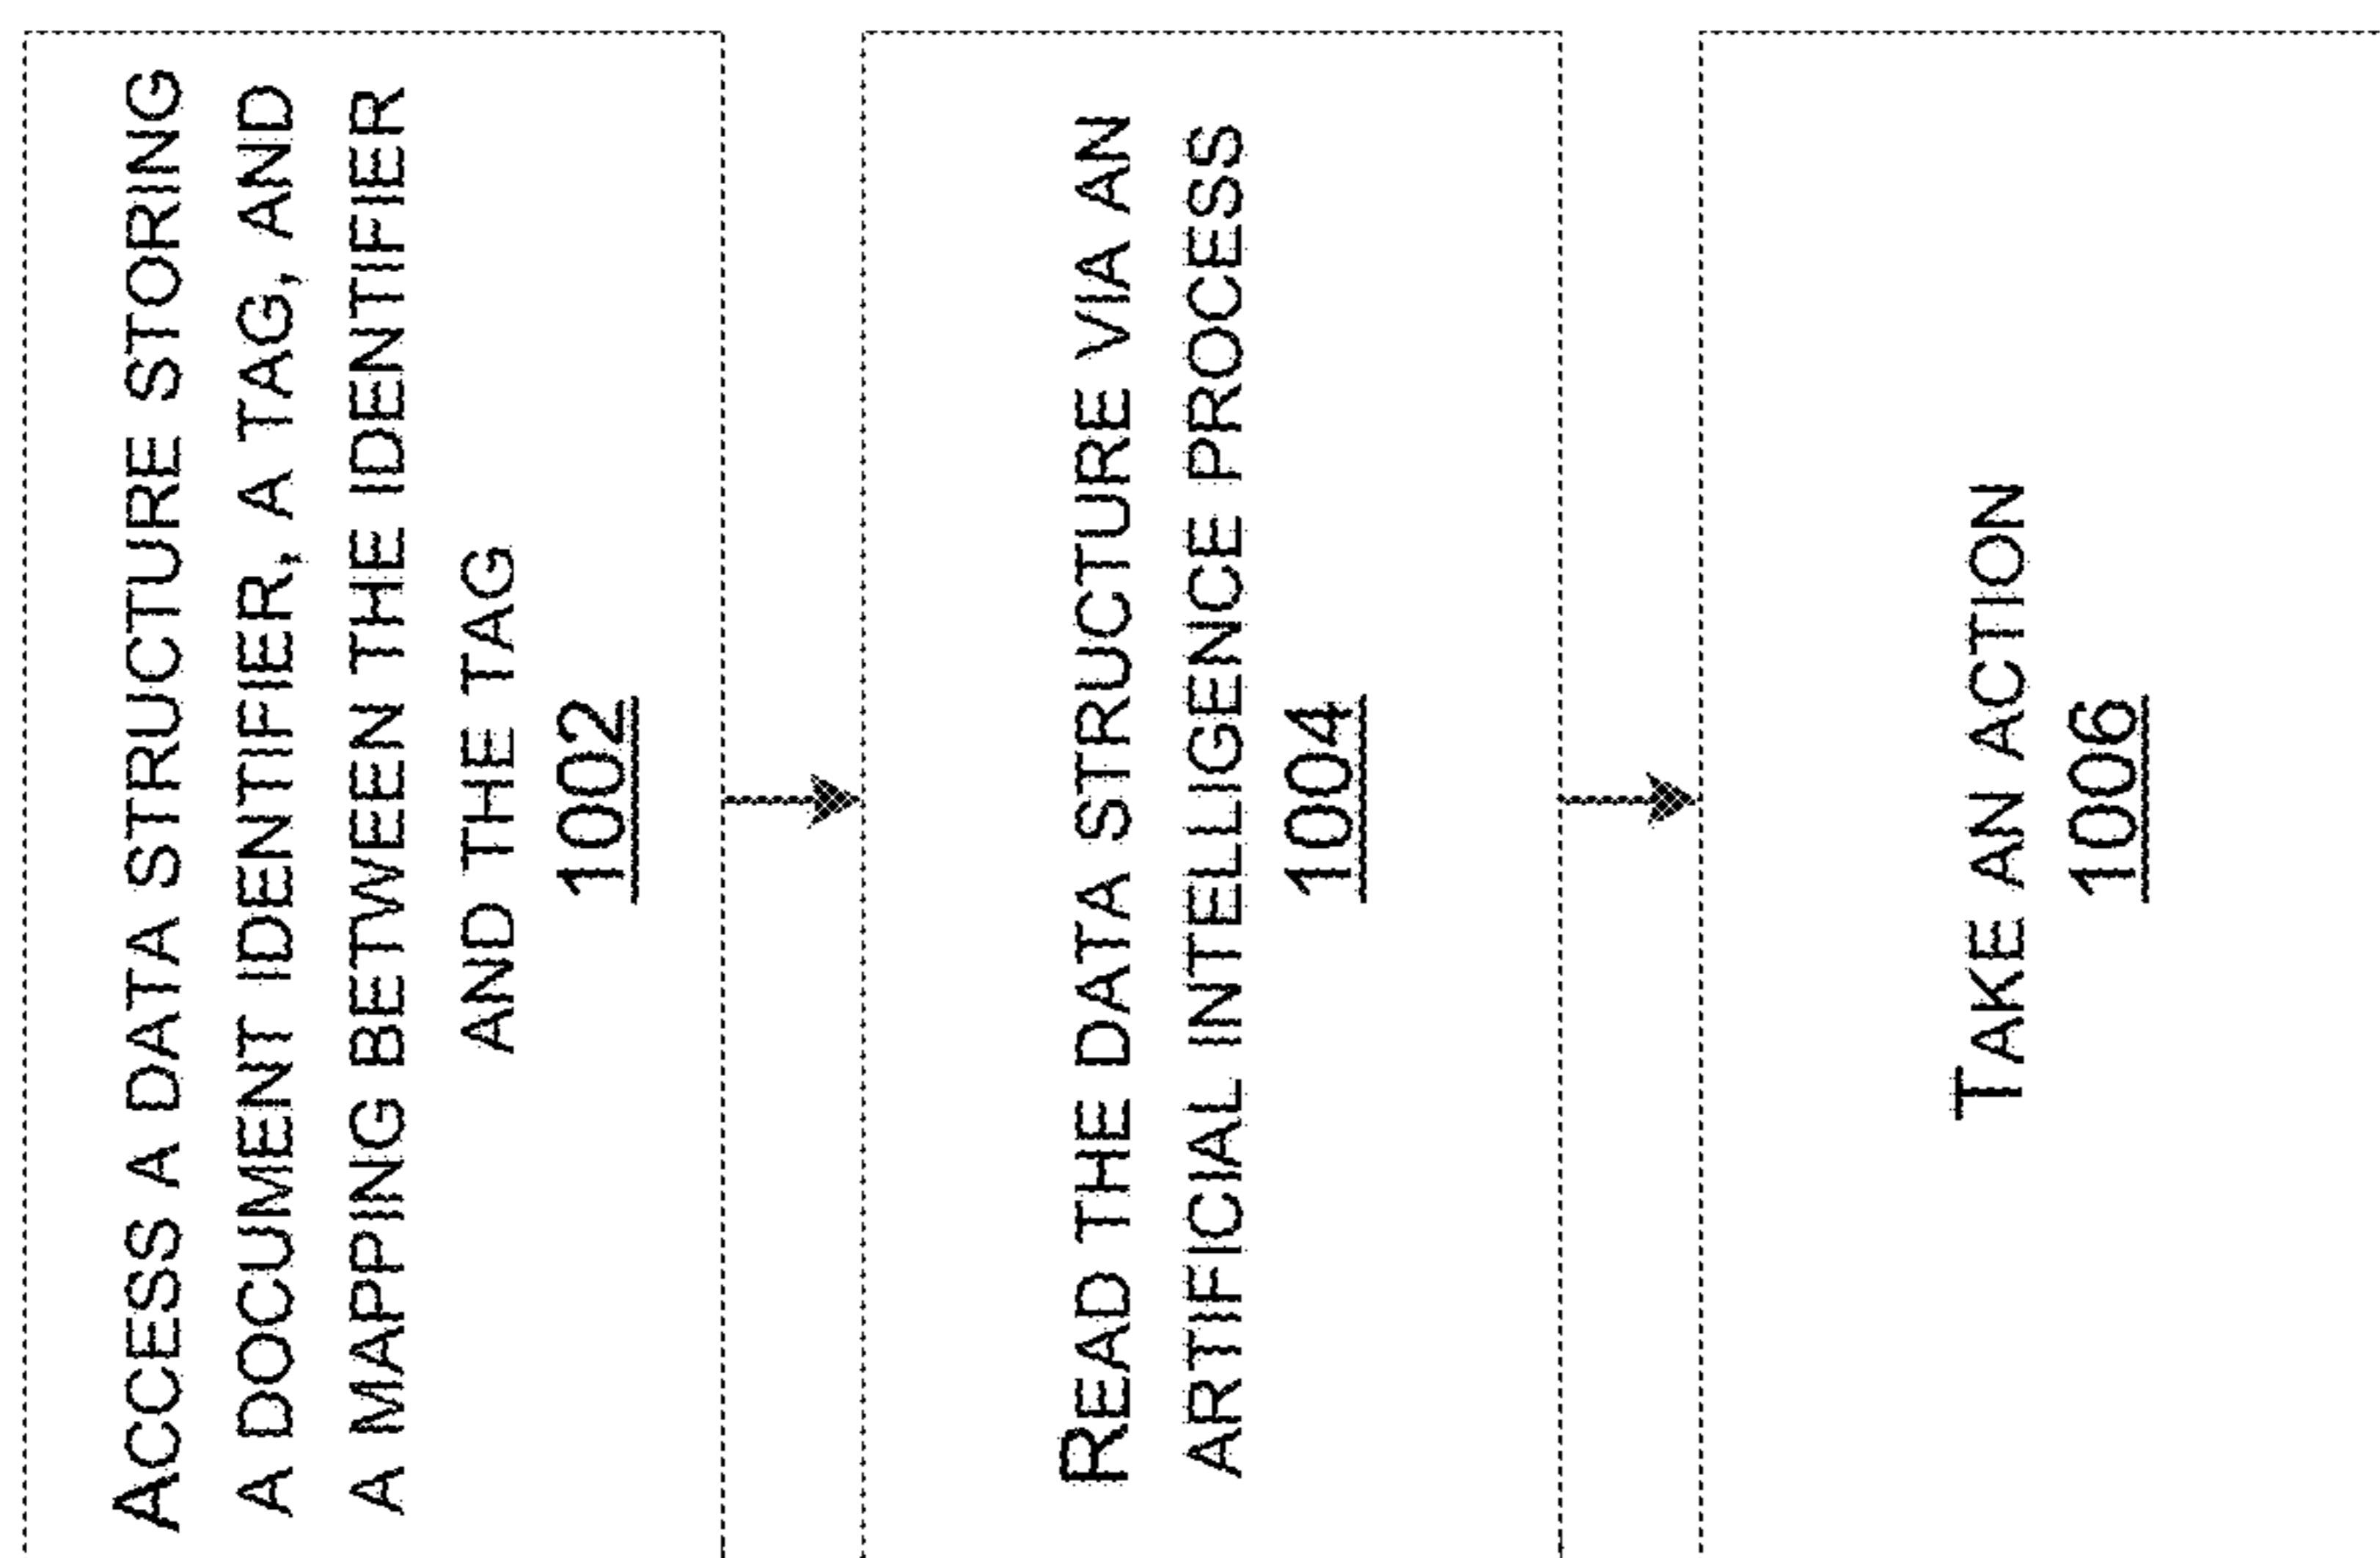 ACCESS A DATA STRUCTURE STORING
A DOCUMENT IDENTIFIER, A TAG, AND
A MAPPING BETWEEN THE IDENTIFIER
AND THE TAG
1002
READ THE DATA STRUCTURE VIA AN
ARTIFICIAL INTELLIGENCE PROCESS
1004
TAKE AN ACTION
1006